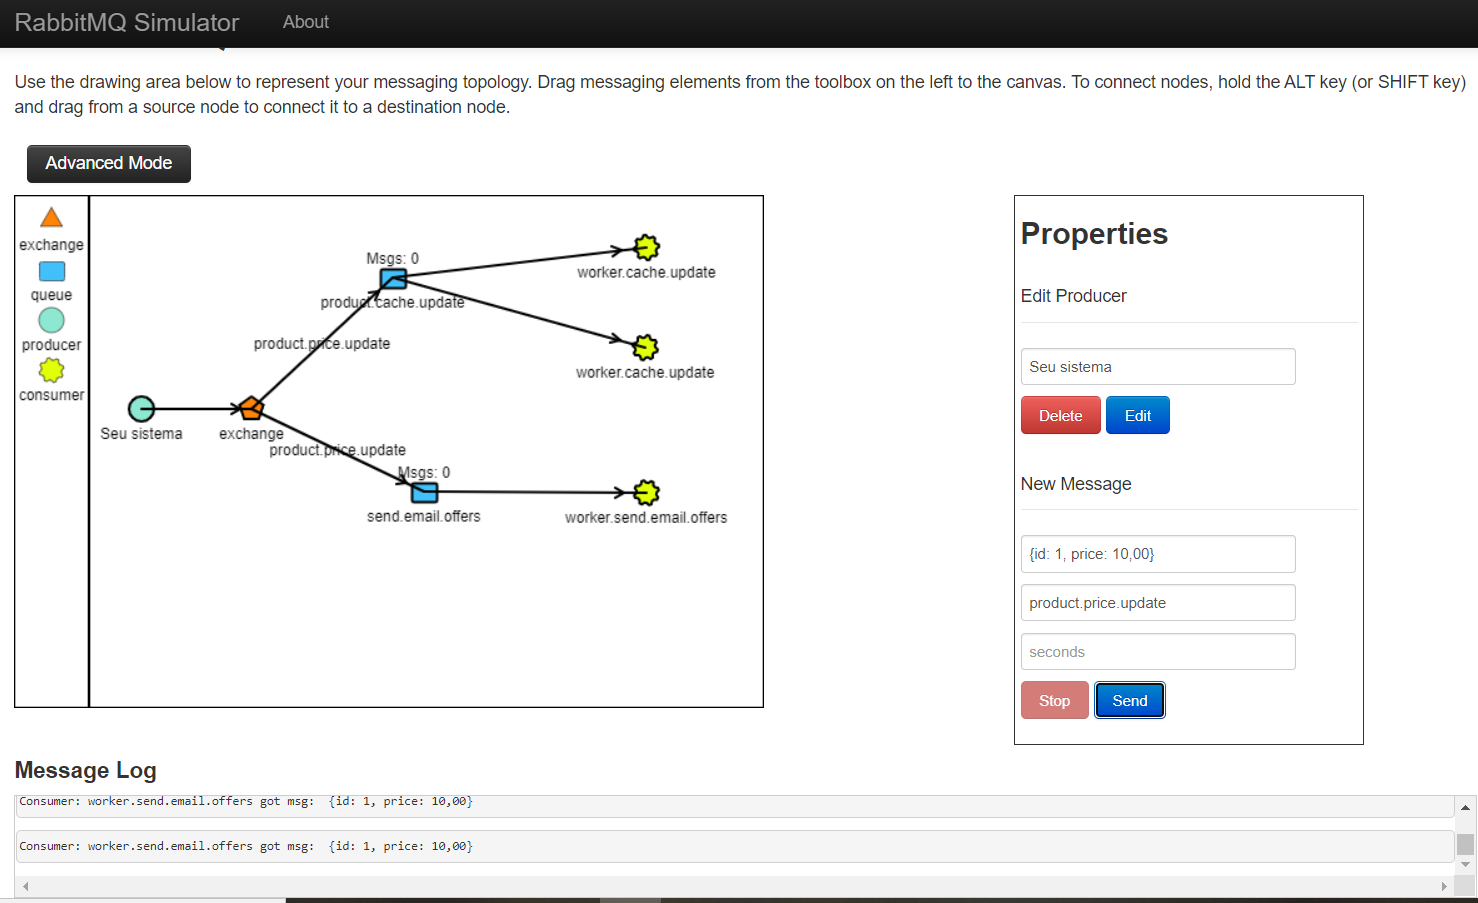 RabbitMQ Simulator About
Use the drawing area below to represent your messaging topology. Drag messaging elements from the toolbox on the left to the canvas. To connect nodes, hold the ALT key (or SHIFT key)
and drag from a source node to connect it to a destination node.
Advanced Mode
exchange
queue
producer
consumer
Msgs: 0
product.cache.update
worker.cache.update
product.price.update
worker.cache.update
Seu sistema
exchange
product.price.update
Msgs: 0
send.email.offers
worker.send.email.offers
Properties
Edit Producer
Seu sistema
Delete Edit
New Message
{id: 1, price: 10,00}
product.price.update
seconds
Stop Send
Message Log
Consumer: worker.send.email.offers got msg: {id: 1, price: 10,00}
Consumer: worker.send.email.offers got msg: {id: 1, price: 10,00}